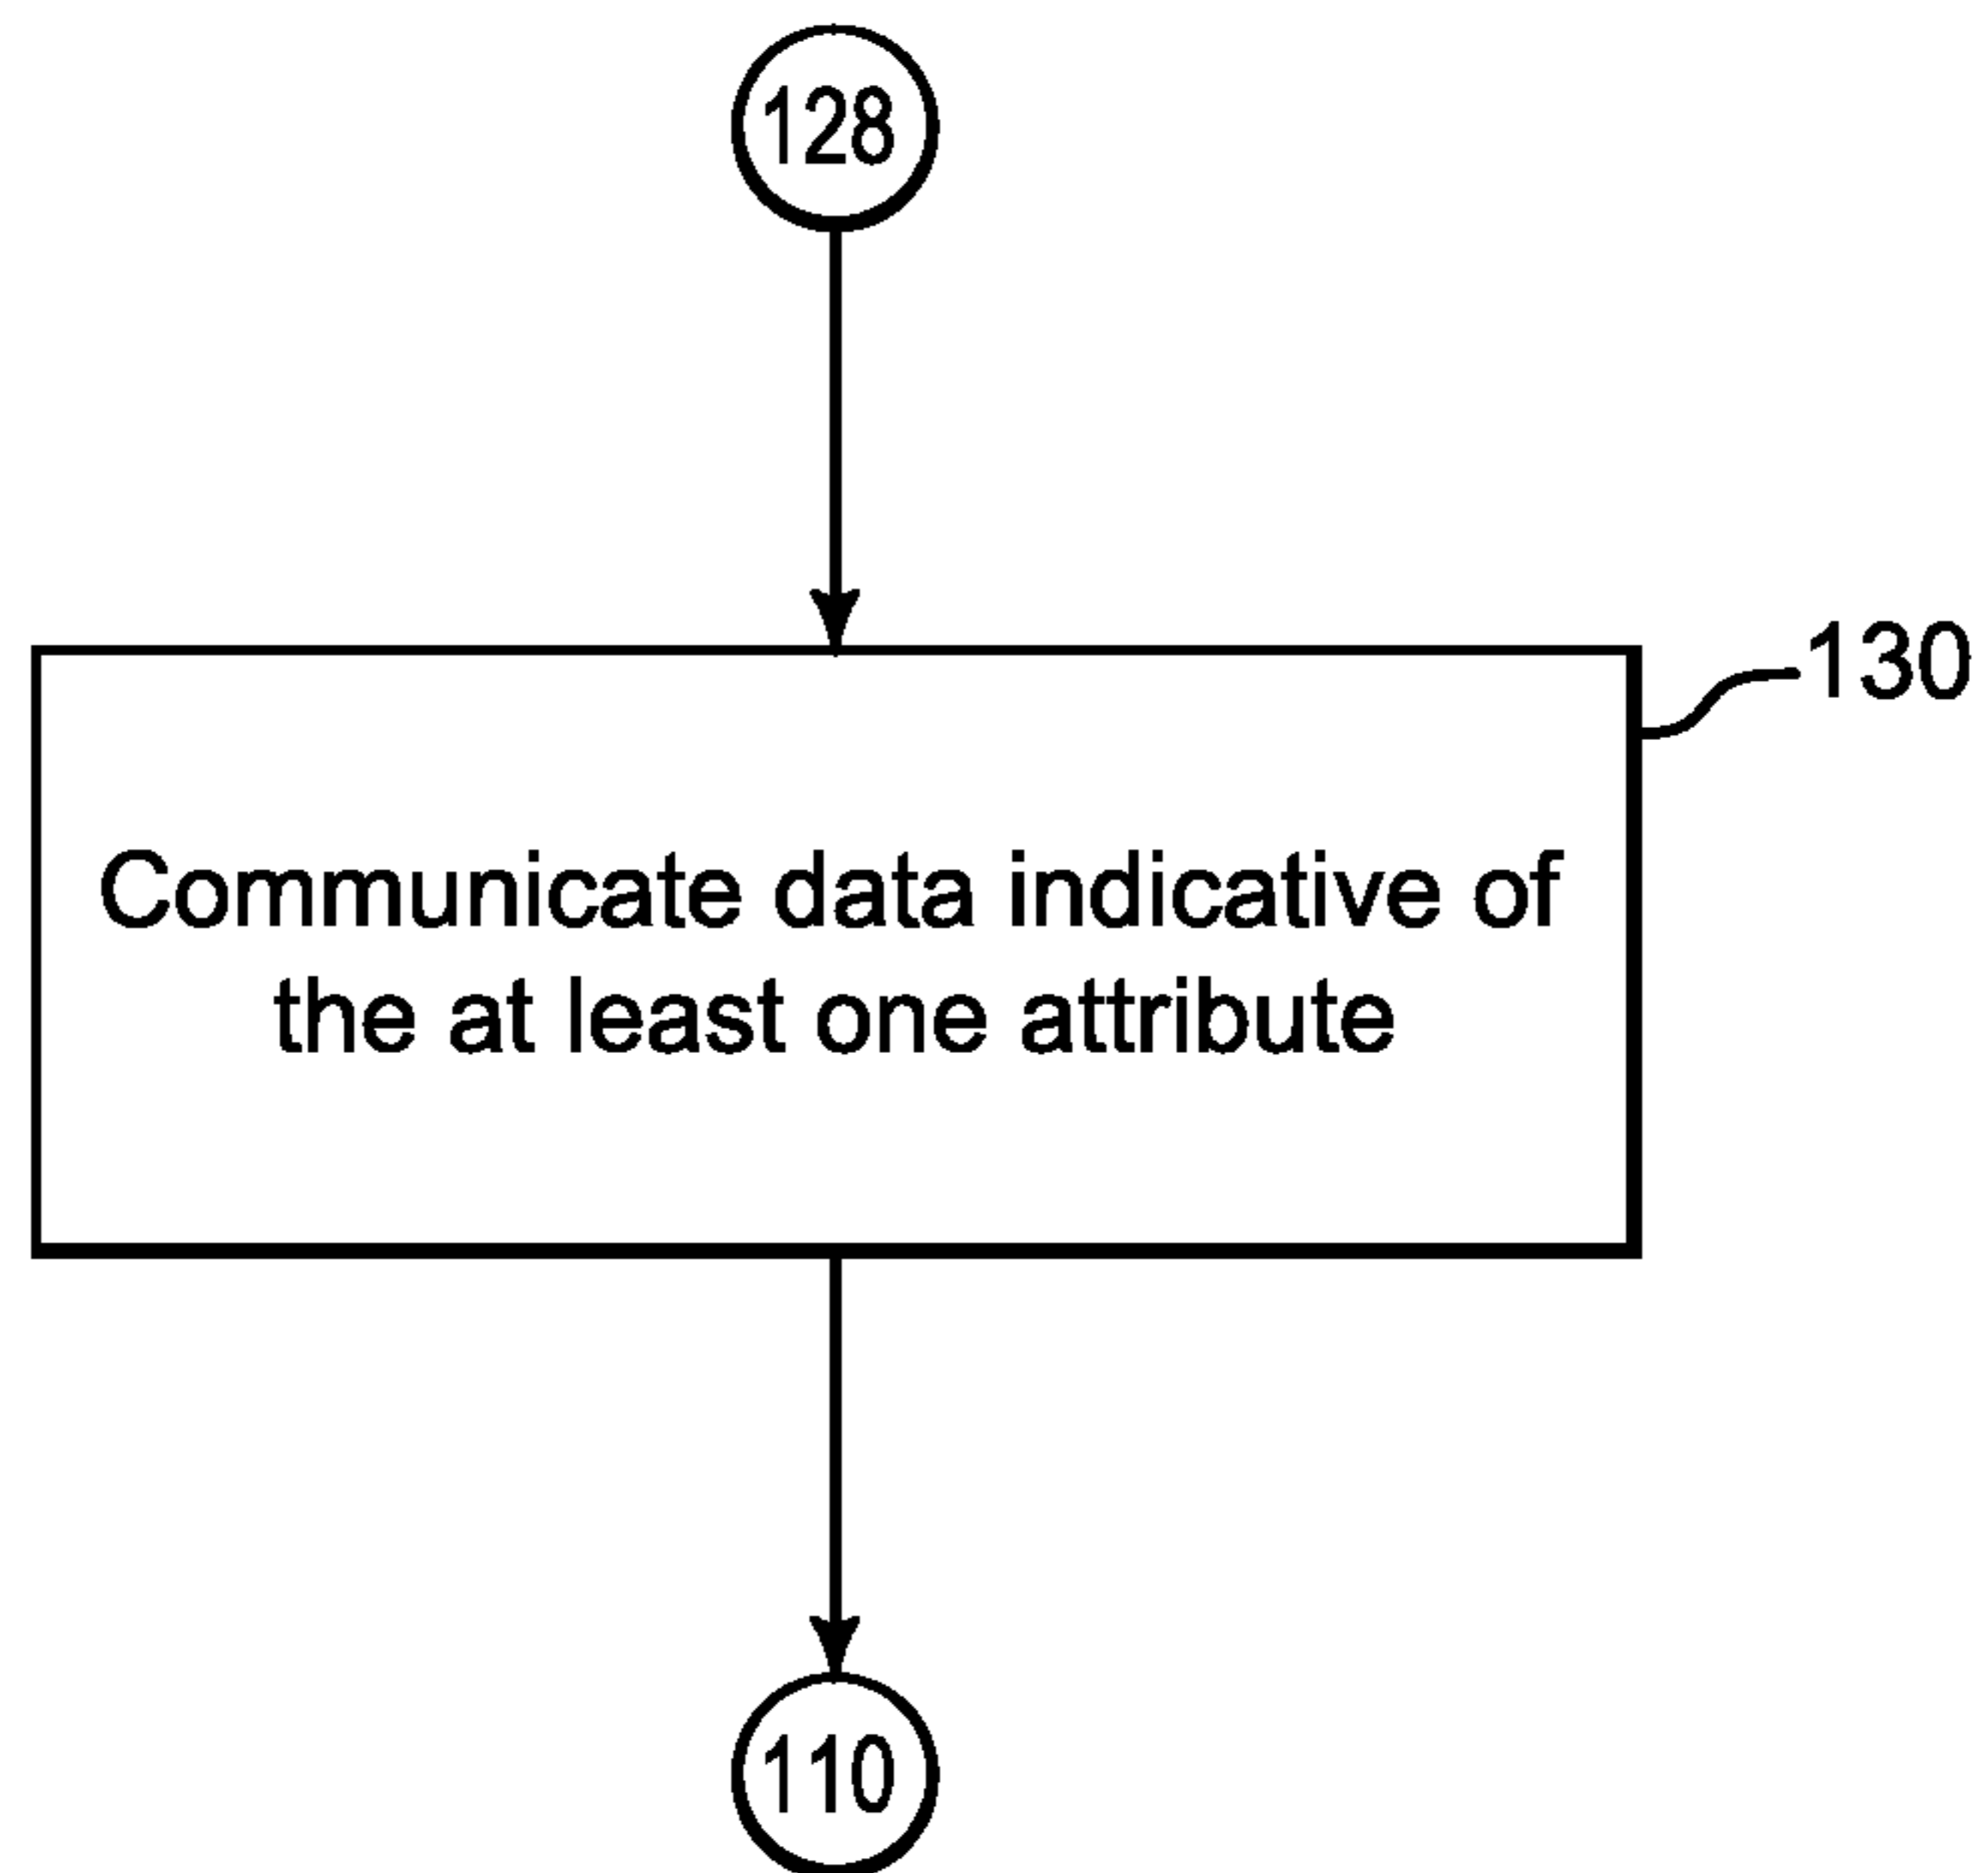 128
130
Communicate data indicative of
the at least one attribute
110